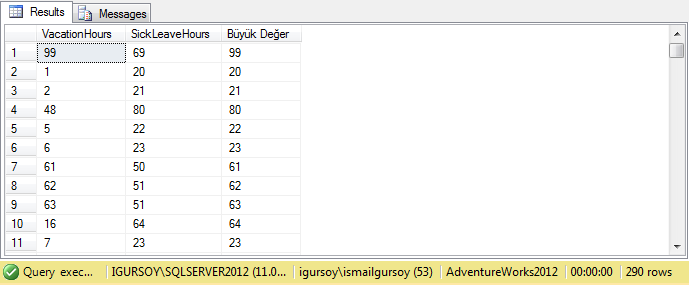 Results Messages
VacationHours SickLeaveHours Büyük Değer
1 99 69 99
2 1 20 20
3 2 21 21
4 48 80 80
5 5 22 22
6 6 23 23
7 61 50 61
8 62 51 62
9 63 51 63
10 16 64 64
11 7 23 23
Query exec... IGURSOY\SQLSERVER2012 (11.0... igursoy\ismailgursoy (53) AdventureWorks2012 00:00:00 290 rows